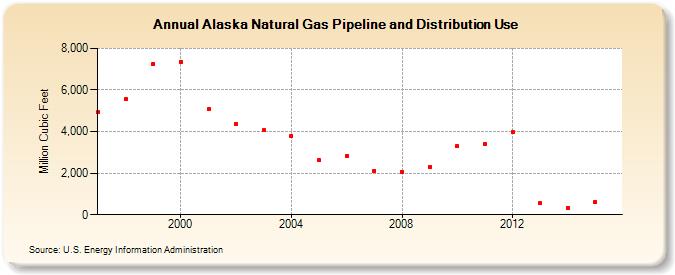 Annual Alaska Natural Gas Pipeline and Distribution Use
Million Cubic Feet
8,000
6,000
4,000
2,000
0
2000 2004 2008 2012
Source: U.S. Energy Information Administration